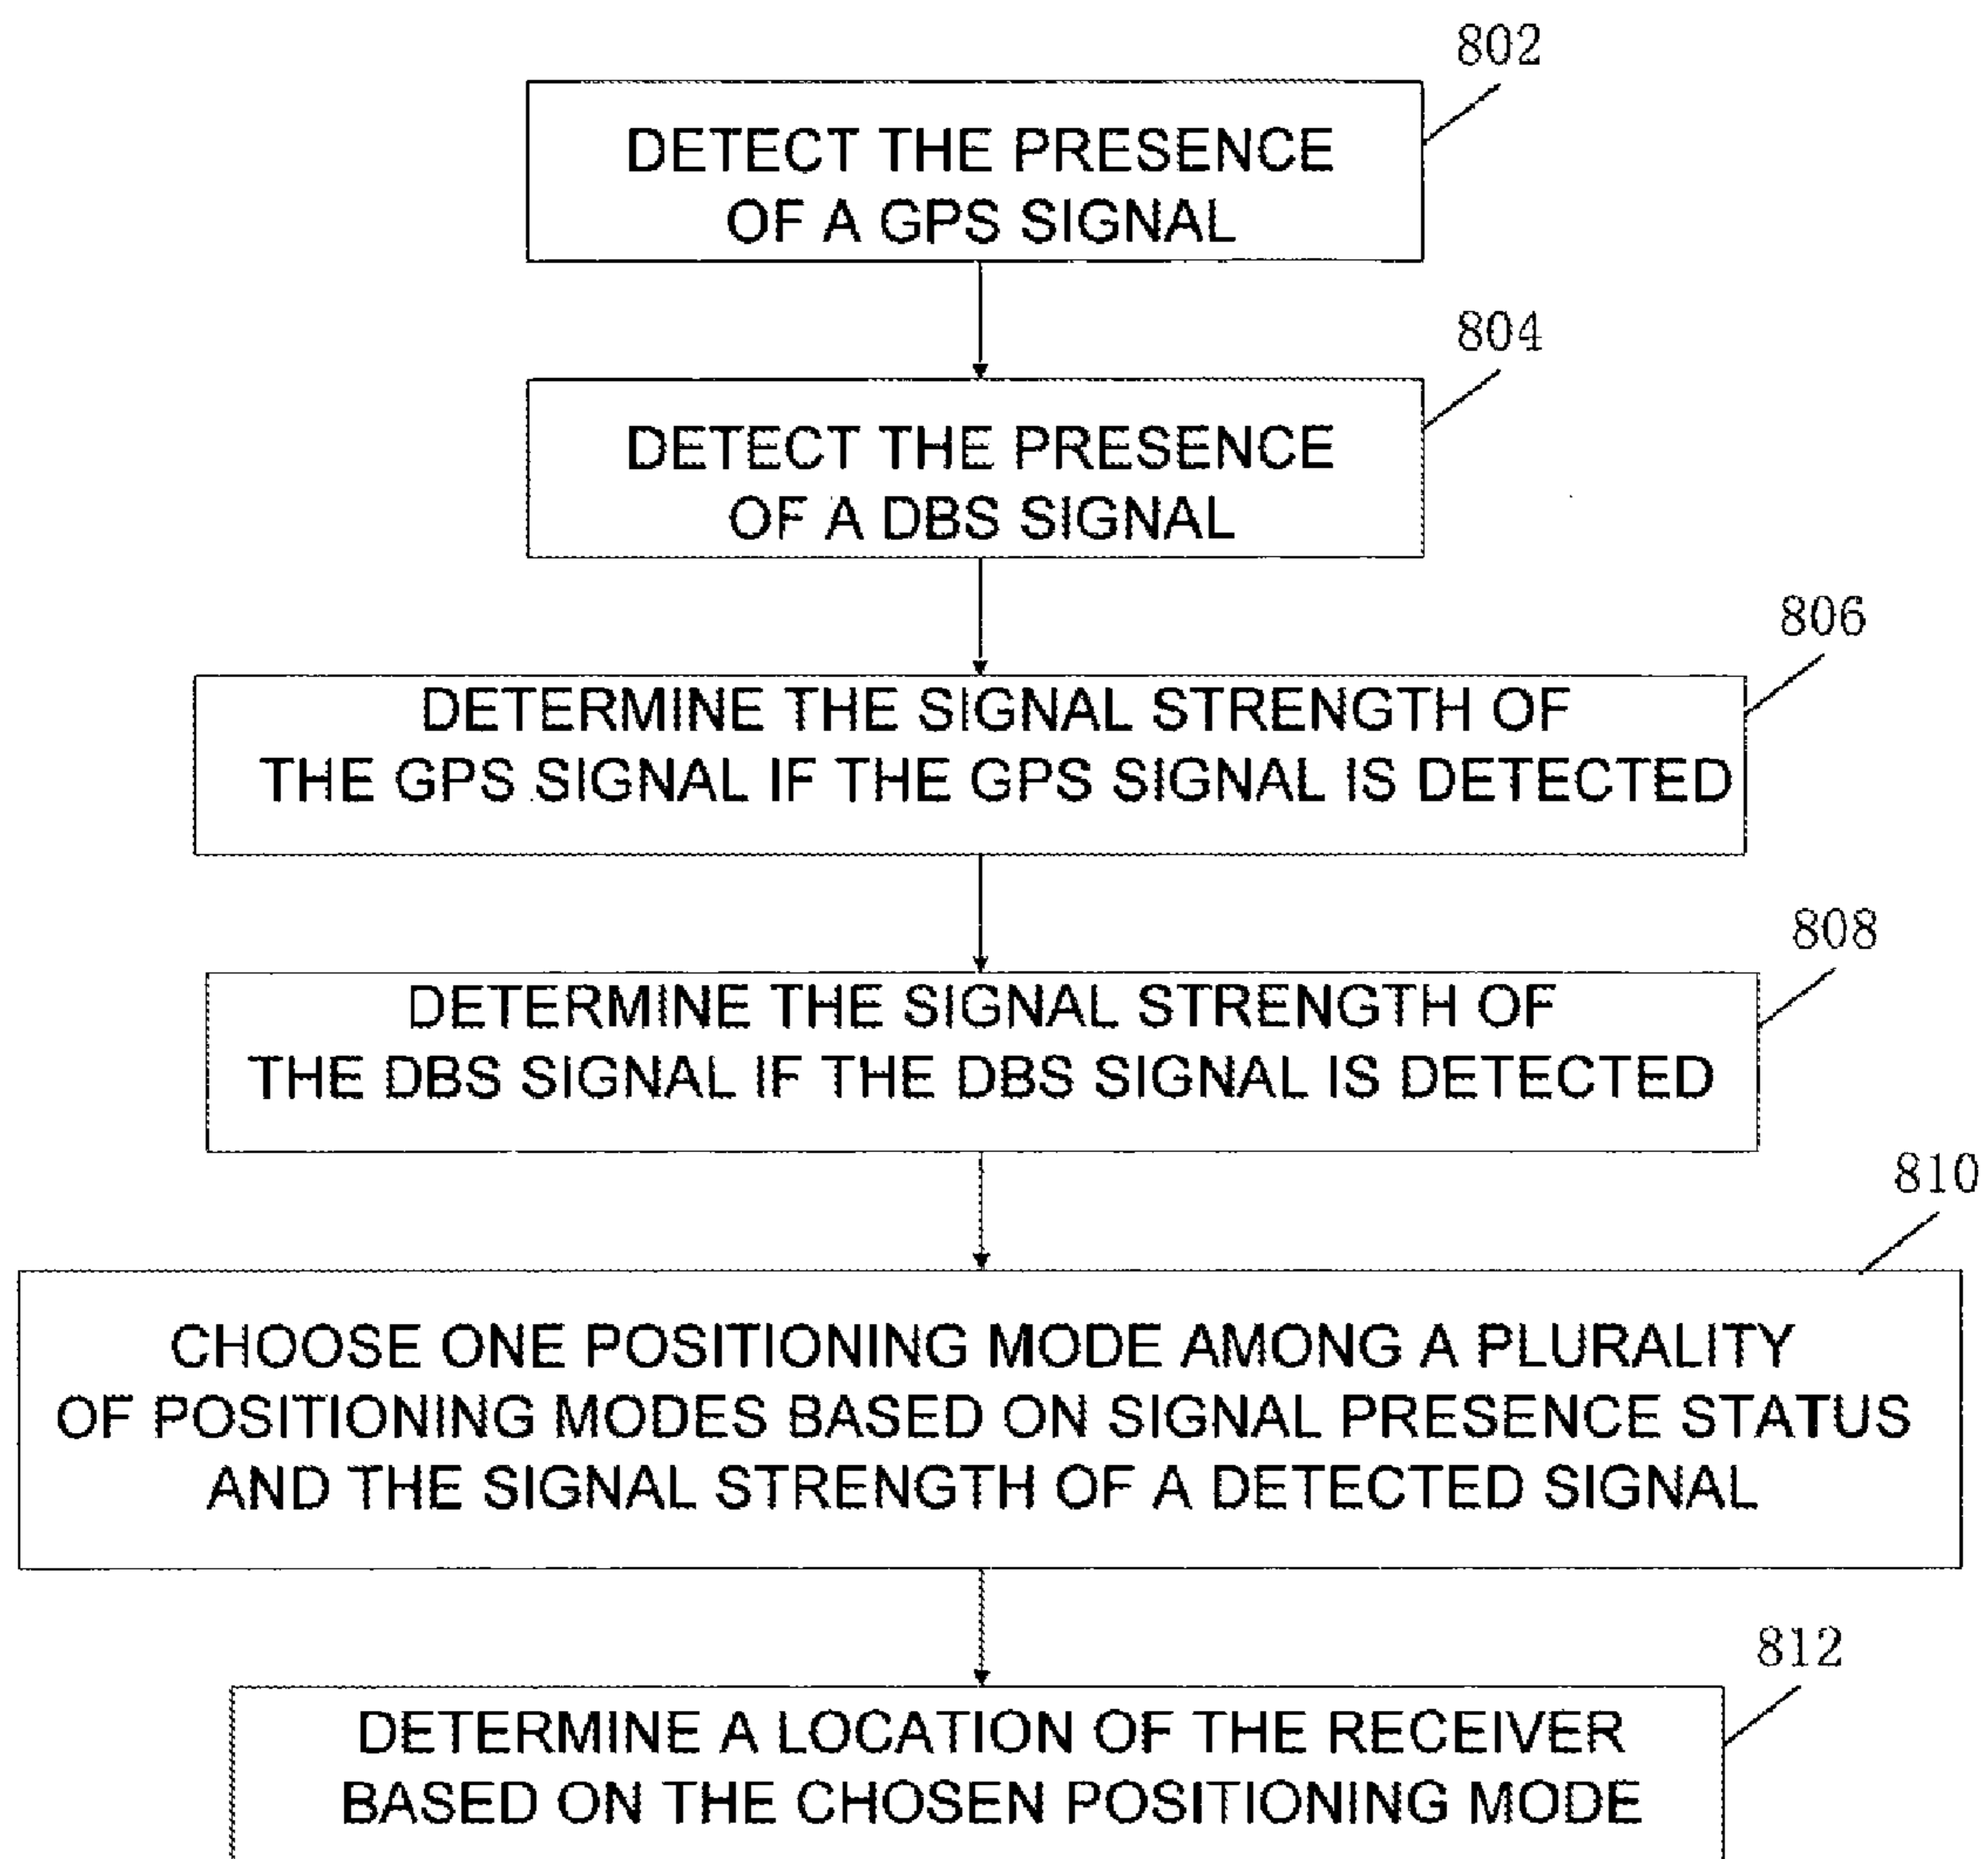 802
DETECT THE PRESENCE
OF A GPS SIGNAL
804
DETECT THE PRESENCE
OF A DBS SIGNAL
806
DETERMINE THE SIGNAL STRENGTH OF
THE GPS SIGNAL IF THE GPS SIGNAL IS DETECTED
808
DETERMINE THE SIGNAL STRENGTH OF
THE DBS SIGNAL IF THE DBS SIGNAL IS DETECTED
810
CHOOSE ONE POSITIONING MODE AMONG A PLURALITY
OF POSITIONING MODES BASED ON SIGNAL PRESENCE STATUS
AND THE SIGNAL STRENGTH OF A DETECTED SIGNAL
812
DETERMINE A LOCATION OF THE RECEIVER
BASED ON THE CHOSEN POSITIONING MODE